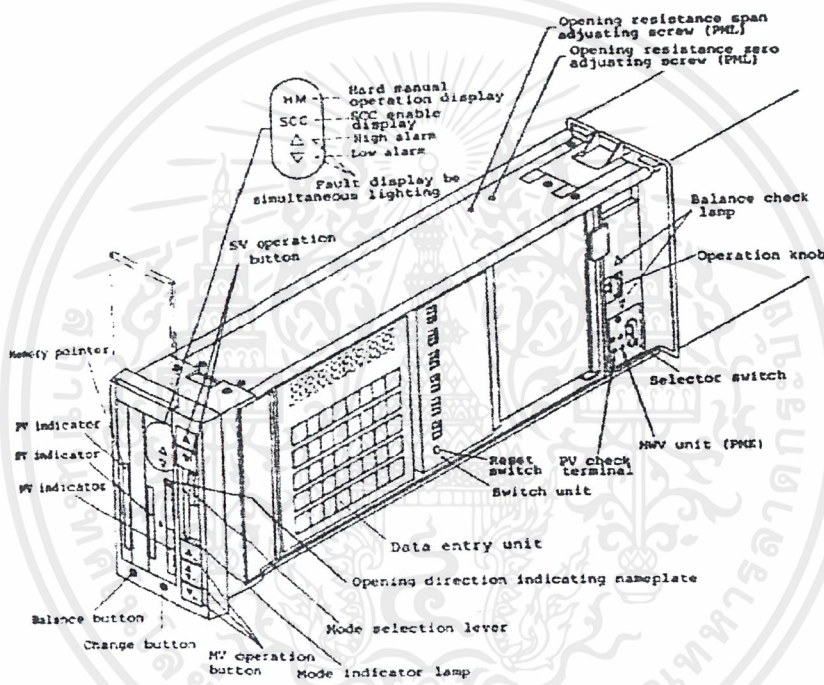 Opening resistance span
adjusting screw (PML)
Opening resistance zero
adjusting screw (PML)
HM
Hard manual
operation display
SCC
SCC enable
display
△
High alarm
▽
Low alarm
Fault display be
simultaneous lighting
SV operation
button
Balance check
lamp
Operation knob
Memory pointer
PV indicator
SV indicator
MV indicator
Selector switch
MWV unit (PMK)
PV check
terminal
Reset
switch
Switch unit
Data entry unit
Opening direction indicating nameplate
Balance button
Change button
Mode selection lever
MV operation
button
Mode indicator lamp